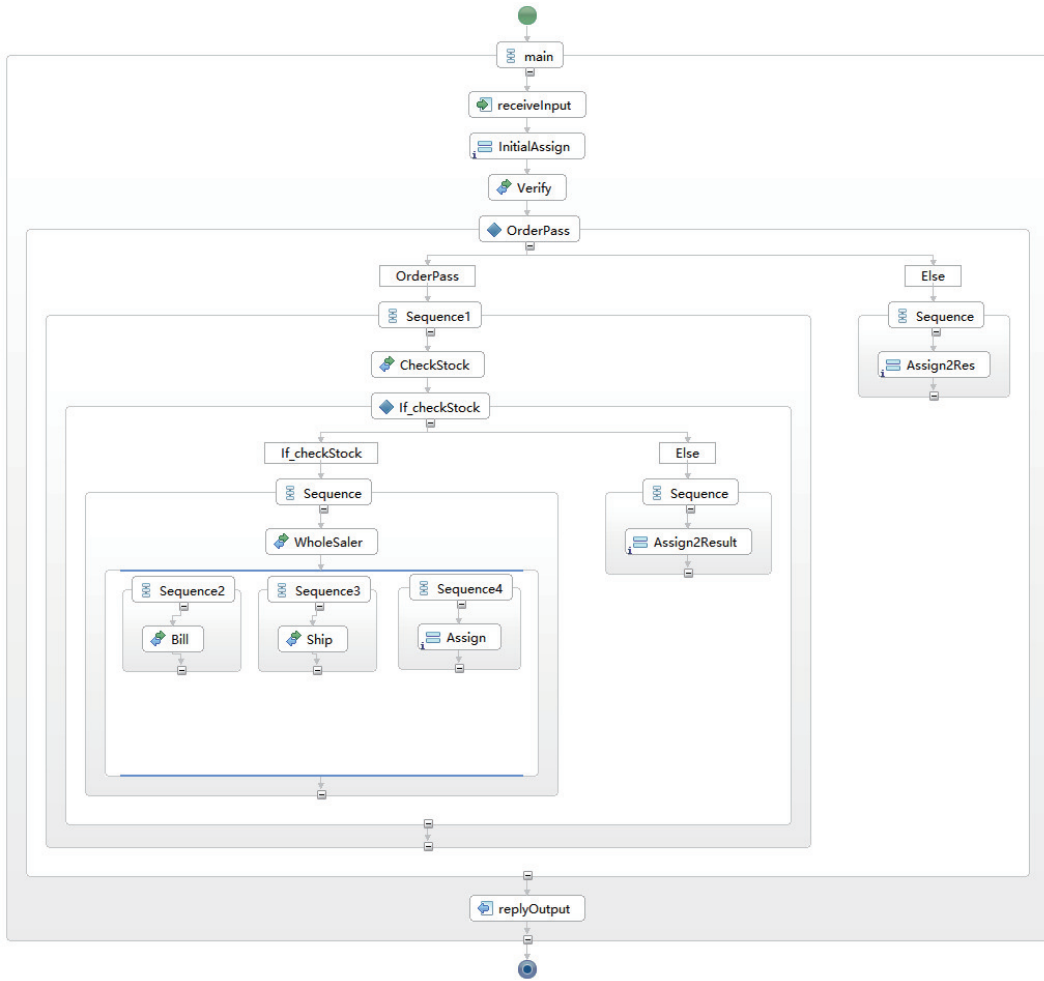 main
receiveInput
InitialAssign
Verify
OrderPass
OrderPass
Else
Sequence1
Sequence
CheckStock
Assign2Res
If_checkStock
If_checkStock
Else
Sequence
Sequence
WholeSaler
Assign2Result
Sequence2
Sequence3
Sequence4
Bill
Ship
Assign
replyOutput